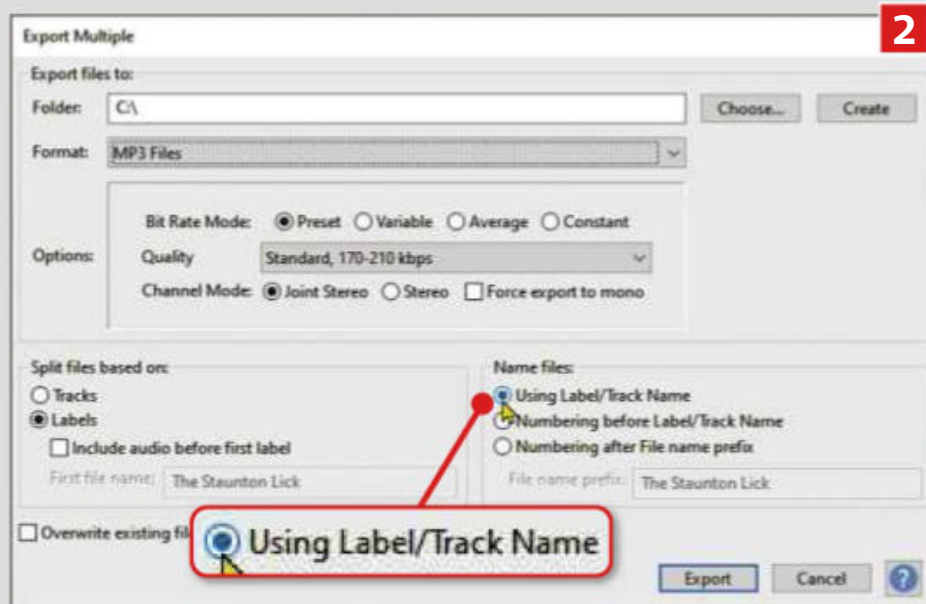 2
Export Multiple
Export files to:
Folder: C:\ Choose... Create
Format: MP3 Files
Bit Rate Mode: Preset Variable Average Constant
Options: Quality Standard, 170-210 kbps
Channel Mode: Joint Stereo Stereo Force export to mono
Split files based on: Name files:
Tracks Using Label/Track Name
Labels Numbering before Label/Track Name
Include audio before first label Numbering after File name prefix
First file name: The Staunton Lick File name prefix: The Staunton Lick
Overwrite existing fil
Using Label/Track Name
Export Cancel ?